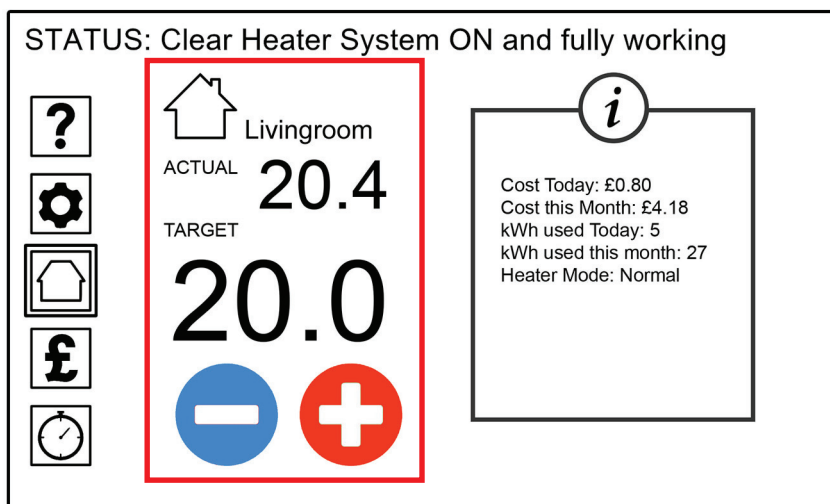 STATUS: Clear Heater System ON and fully working
?
£
Livingroom
ACTUAL 20.4
TARGET
20.0
i
Cost Today: £0.80
Cost this Month: £4.18
kWh used Today: 5
kWh used this month: 27
Heater Mode: Normal